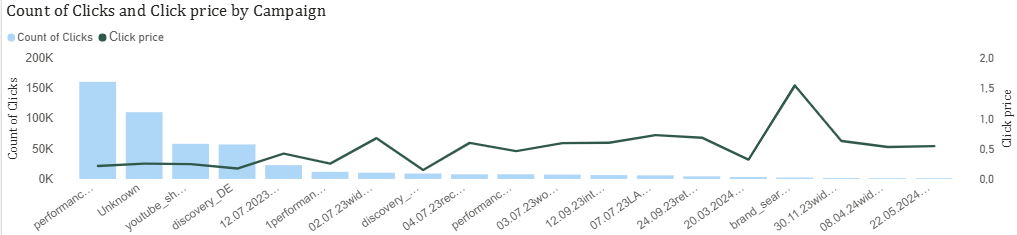 Count of Clicks and Click price by Campaign
Count of Clicks Click price
200K
150K
100K
50K
0K
Count of Clicks
2,0
1,5
1,0
0,5
0,0
Click price
performanc...
Unknown
youtube_sh...
discovery_DE
12.07.2023...
1performan...
02.07.23wid...
discovery_-...
04.07.23rec...
performanc...
03.07.23wo...
12.09.23int...
07.07.23LA...
24.09.23ret...
20.03.2024...
brand_sear...
30.11.23wid...
08.04.24wid...
22.05.2024...